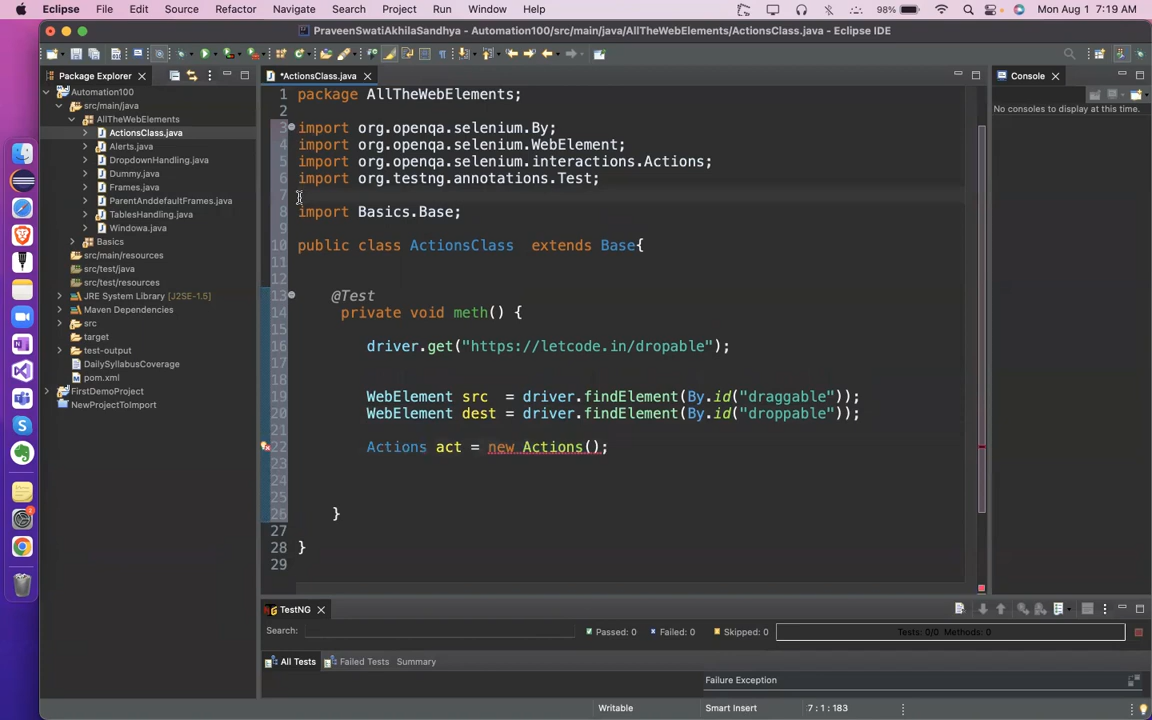 Eclipse File Edit Source Refactor Navigate Search Project Run Window Help 98% Mon Aug 1 7:19 AM
PraveenSwatiAkhilaSandhya - Automation100/src/main/java/AllTheWebElements/ActionsClass.java - Eclipse IDE
Package Explorer
*ActionsClass.java
Console
No consoles to display at this time.
Automation100
src/main/java
AllTheWebElements
ActionsClass.java
Alerts.java
DropdownHandling.java
Dummy.java
Frames.java
ParentAnddefaultFrames.java
TablesHandling.java
Windowa.java
Basics
src/main/resources
src/test/java
src/test/resources
JRE System Library [J2SE-1.5]
Maven Dependencies
src
target
test-output
DailySyllabusCoverage
pom.xml
FirstDemoProject
NewProjectToImport
1 package AllTheWebElements;
2
3 import org.openqa.selenium.By;
4 import org.openqa.selenium.WebElement;
5 import org.openqa.selenium.interactions.Actions;
6 import org.testng.annotations.Test;
7
8 import Basics.Base;
9
10 public class ActionsClass  extends Base{
11
12
13 @Test
14 private void meth() {
15
16 driver.get("https://letcode.in/dropable");
17
18
19 WebElement src  = driver.findElement(By.id("draggable"));
20 WebElement dest = driver.findElement(By.id("droppable"));
21
22 Actions act = new Actions();
23
24
25
26 }
27
28 }
29
TestNG
Search: Passed: 0 Failed: 0 Skipped: 0 Tests: 0/0 Methods: 0
All Tests Failed Tests Summary
Failure Exception
Writable Smart Insert 7 : 1 : 183